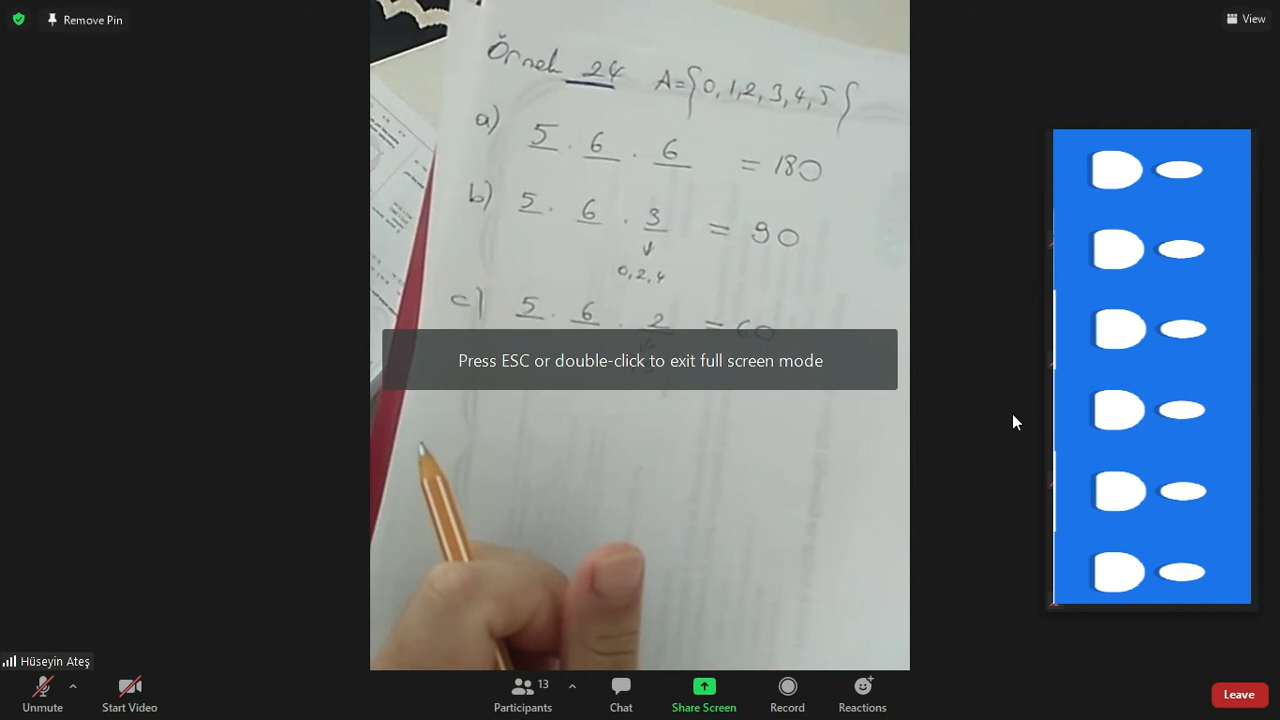 Remove Pin
View
Örnek 24 A={0,1,2,3,4,5}
a) 5 . 6 . 6 = 180
b) 5 . 6 . 3 = 90
0,2,4
c) 5 . 6 . 2 = 60
Press ESC or double-click to exit full screen mode
Hüseyin Ateş
13
Unmute
Start Video
Participants
Chat
Share Screen
Record
Reactions
Leave